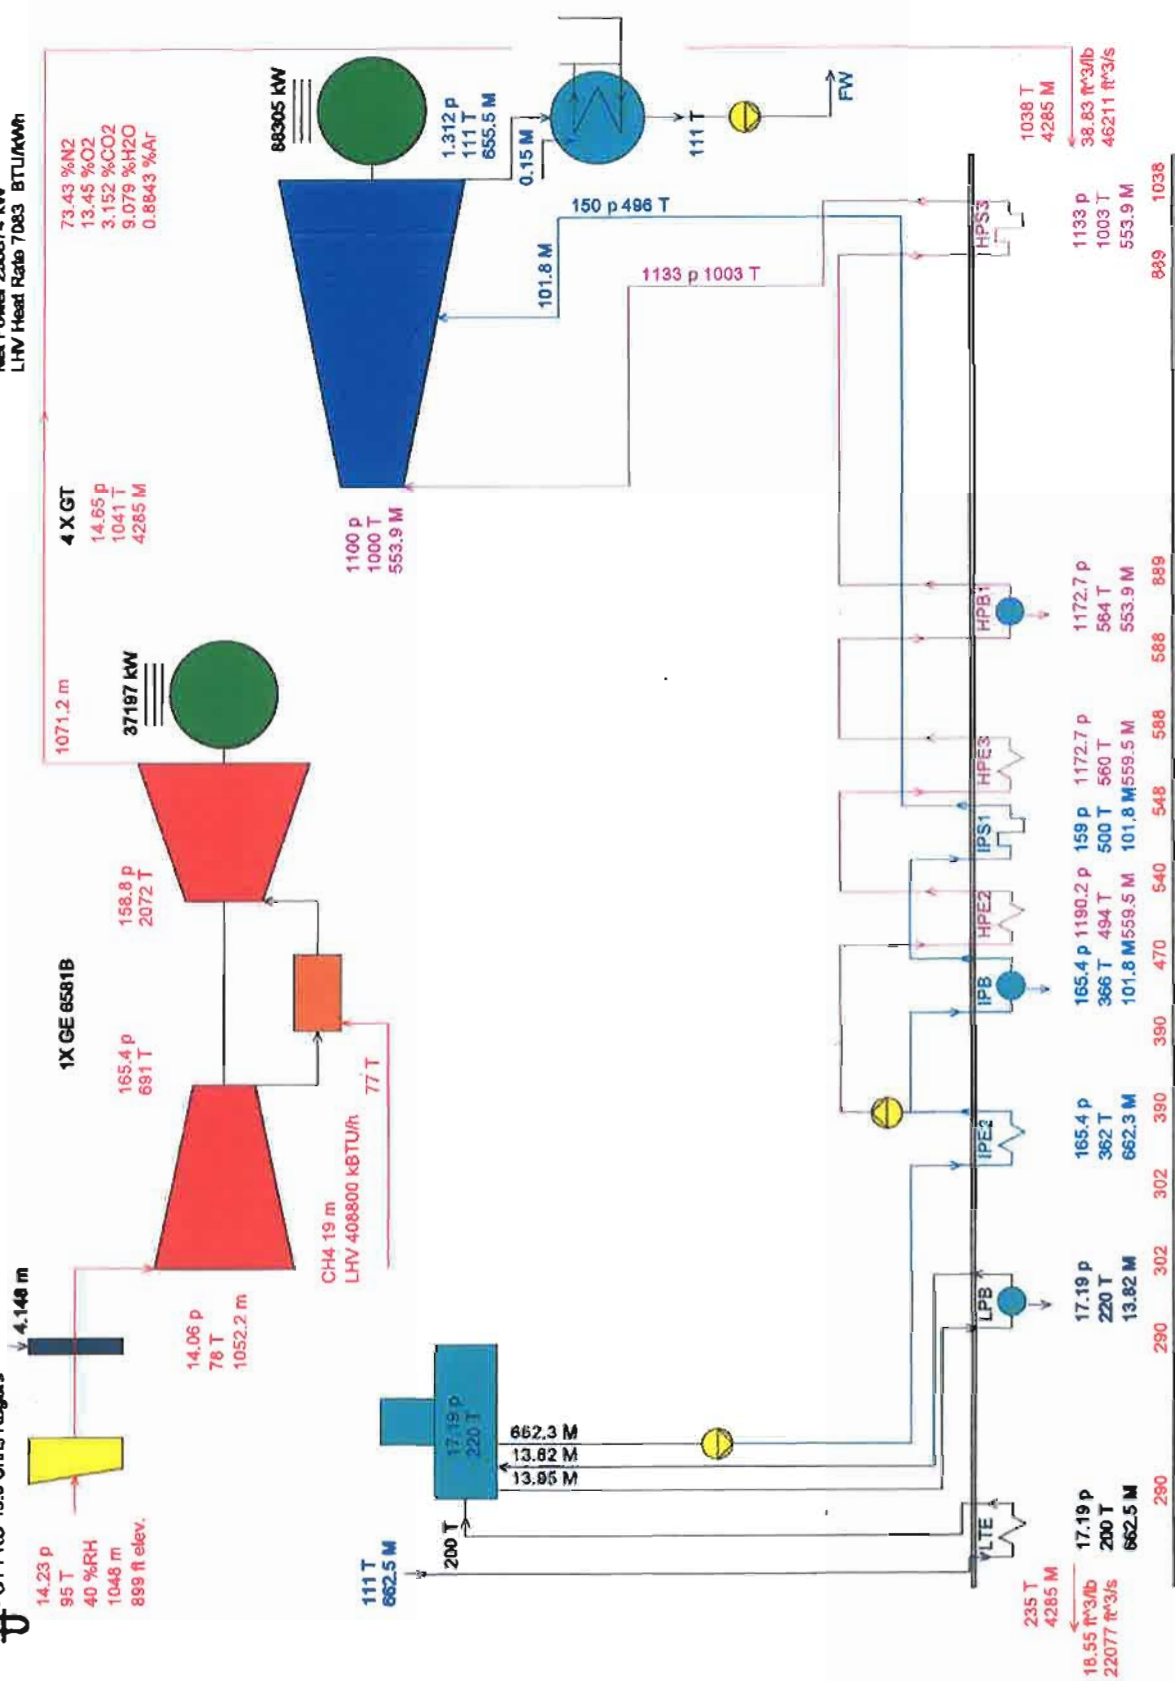 LHV Heat Rate 7083 BTU/kWh
4.148 m
14.23 p
95 T
40 %RH
1048 m
899 ft elev.
14.06 p
78 T
1052.2 m
1X GE 6581B
165.4 p
691 T
158.8 p
2072 T
CH4 19 m
LHV 408800 kBTU/h
77 T
37197 kW
1071.2 m
4 X GT
14.65 p
1041 T
4285 M
73.43 %N2
13.45 %O2
3.152 %CO2
9.079 %H2O
0.8843 %Ar
88305 kW
1100 p
1000 T
553.9 M
1.312 p
111 T
655.5 M
0.15 M
111 T
FW
101.8 M
150 p 496 T
1133 p 1003 T
17.19 p
220 T
662.3 M
13.82 M
13.95 M
200 T
111 T
662.5 M
LTE
LPB
IPE2
IPB
HPE2
IPS1
HPE3
HPB1
HPS3
235 T
4285 M
18.55 ft^3/lb
22077 ft^3/s
17.19 p
200 T
662.5 M
17.19 p
220 T
13.82 M
165.4 p
362 T
662.3 M
165.4 p
366 T
101.8 M
1190.2 p
494 T
559.5 M
159 p
500 T
101.8 M
1172.7 p
560 T
559.5 M
1172.7 p
564 T
553.9 M
1133 p
1003 T
553.9 M
1038 T
4285 M
38.83 ft^3/lb
46211 ft^3/s
290 290 302 302 390 390 470 540 548 588 588 889 889 1038